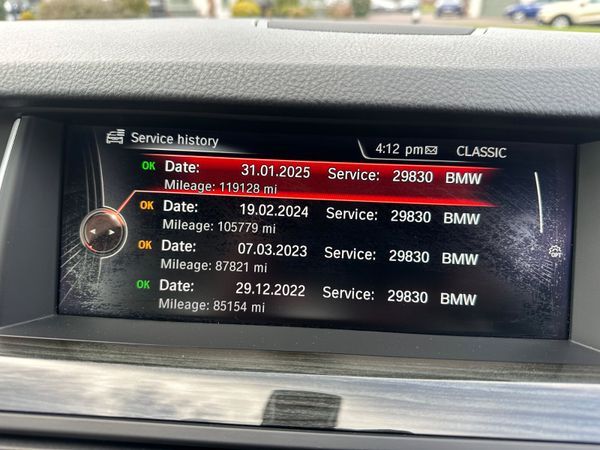 Service history
4:12 pm CLASSIC
OK Date: 31.01.2025 Service: 29830 BMW
Mileage: 119128 mi
OK Date: 19.02.2024 Service: 29830 BMW
Mileage: 105779 mi
OK Date: 07.03.2023 Service: 29830 BMW
Mileage: 87821 mi
OK Date: 29.12.2022 Service: 29830 BMW
Mileage: 85154 mi
OPT